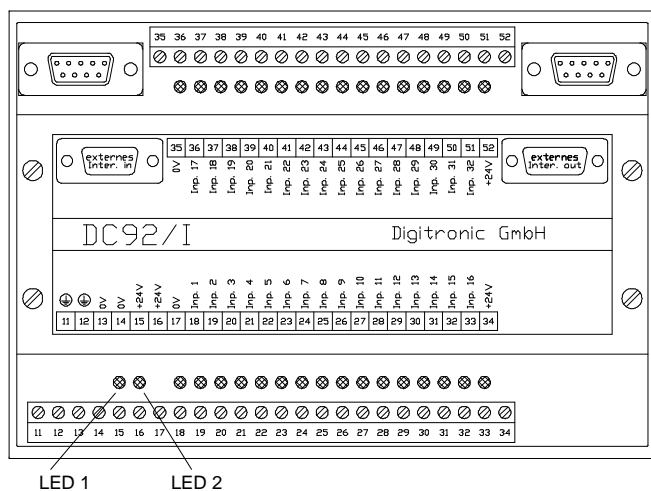 35 36 37 38 39 40 41 42 43 44 45 46 47 48 49 50 51 52
externes
Inter. in
35 36 37 38 39 40 41 42 43 44 45 46 47 48 49 50 51 52
0V Inp. 17 Inp. 18 Inp. 19 Inp. 20 Inp. 21 Inp. 22 Inp. 23 Inp. 24 Inp. 25 Inp. 26 Inp. 27 Inp. 28 Inp. 29 Inp. 30 Inp. 31 Inp. 32 +24V
externes
Inter. out
DC92/I Digitronic GmbH
0V 0V +24V +24V 0V Inp. 1 Inp. 2 Inp. 3 Inp. 4 Inp. 5 Inp. 6 Inp. 7 Inp. 8 Inp. 9 Inp. 10 Inp. 11 Inp. 12 Inp. 13 Inp. 14 Inp. 15 Inp. 16 +24V
11 12 13 14 15 16 17 18 19 20 21 22 23 24 25 26 27 28 29 30 31 32 33 34
11 12 13 14 15 16 17 18 19 20 21 22 23 24 25 26 27 28 29 30 31 32 33 34
LED 1 LED 2